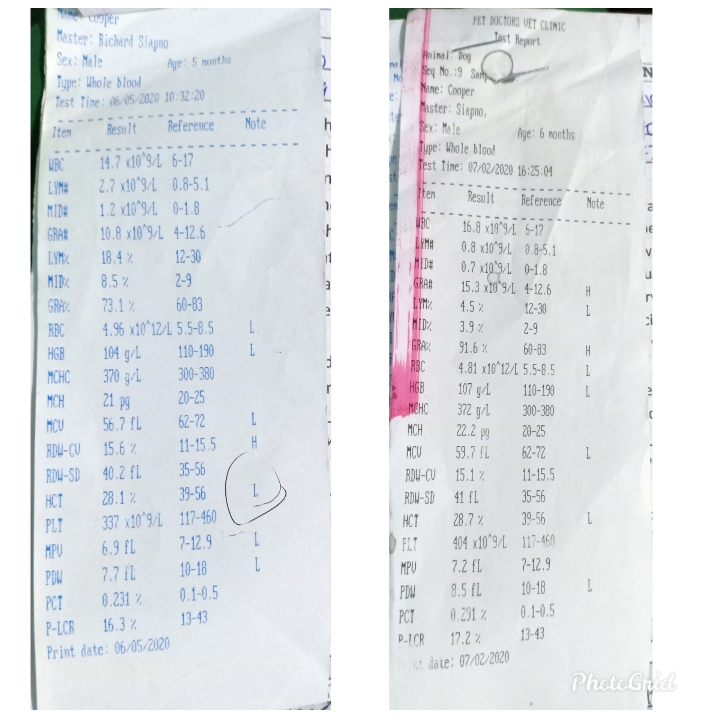 Name: Cooper
Master: Richard Siapno
Sex: Male Age: 5 months
Type: Whole blood
Test Time: 06/05/2020 10:32:20
Item Result Reference Note
WBC 14.7 x10^9/L 6-17
LYM# 2.7 x10^9/L 0.8-5.1
MID# 1.2 x10^9/L 0-1.8
GRA# 10.8 x10^9/L 4-12.6
LYM% 18.4 % 12-30
MID% 8.5 % 2-9
GRA% 73.1 % 60-83
RBC 4.96 x10^12/L 5.5-8.5 L
HGB 104 g/L 110-190 L
MCHC 370 g/L 300-380
MCH 21 pg 20-25
MCV 56.7 fL 62-72 L
RDW-CV 15.6 % 11-15.5 H
RDW-SD 40.2 fL 35-56
HCT 28.1 % 39-56 L
PLT 337 x10^9/L 117-460
MPV 6.9 fL 7-12.9 L
PDW 7.7 fL 10-18 L
PCT 0.231 % 0.1-0.5
P-LCR 16.3 % 13-43
Print date: 06/05/2020
PET DOCTORS VET CLINIC
Test Report
Animal: Dog
Seq No.:9
Name: Cooper
Master: Siapno,
Sex: Male Age: 6 months
Type: Whole blood
Test Time: 07/02/2020 16:25:04
Item Result Reference Note
WBC 16.8 x10^9/L 6-17
LYM# 0.8 x10^9/L 0.8-5.1
MID# 0.7 x10^9/L 0-1.8
GRA# 15.3 x10^9/L 4-12.6 H
LYM% 4.5 % 12-30 L
MID% 3.9 % 2-9
GRA% 91.6 % 60-83 H
RBC 4.81 x10^12/L 5.5-8.5 L
HGB 107 g/L 110-190 L
MCHC 372 g/L 300-380
MCH 22.2 pg 20-25
MCV 59.7 fL 62-72 L
RDW-CV 15.1 % 11-15.5
RDW-SD 41 fL 35-56
HCT 28.7 % 39-56 L
PLT 404 x10^9/L 117-460
MPV 7.2 fL 7-12.9
PDW 8.5 fL 10-18 L
PCT 0.291 % 0.1-0.5
P-LCR 17.2 % 13-43
Print date: 07/02/2020
PhotoGrid